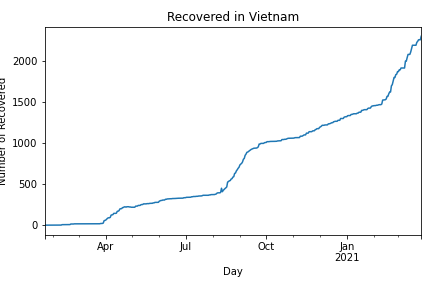 Recovered in Vietnam
Number of Recovered
2000
1500
1000
500
0
Apr
Jul
Oct
Jan
2021
Day